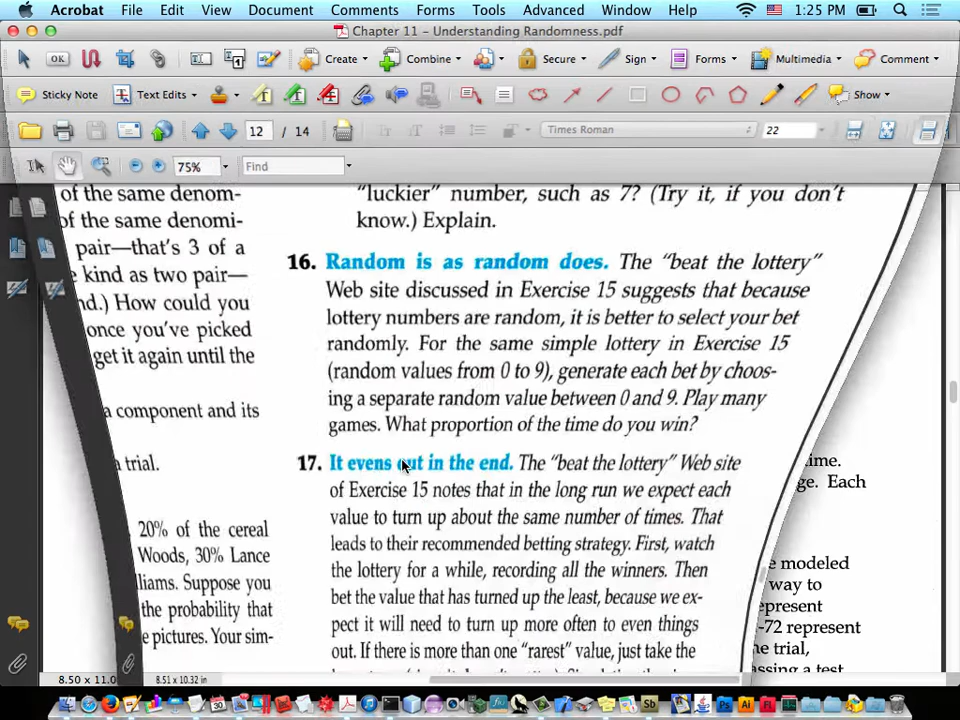 Acrobat File Edit View Document Comments Forms Tools Advanced Window Help 1:25 PM
Chapter 11 – Understanding Randomness.pdf
OK Create Combine Secure Sign Forms Multimedia Comment
Sticky Note Text Edits Show
12 / 14 Times Roman 22
75% Find
of the same denom-
of the same denomi-
pair—that's 3 of a
kind as two pair—
nd.) How could you
once you've picked
get it again until the
a component and its
trial.
20% of the cereal
Woods, 30% Lance
lliams. Suppose you
the probability that
e pictures. Your sim-
"luckier" number, such as 7? (Try it, if you don't
know.) Explain.
16. Random is as random does. The "beat the lottery"
Web site discussed in Exercise 15 suggests that because
lottery numbers are random, it is better to select your bet
randomly. For the same simple lottery in Exercise 15
(random values from 0 to 9), generate each bet by choos-
ing a separate random value between 0 and 9. Play many
games. What proportion of the time do you win?
17. It evens out in the end. The "beat the lottery" Web site
of Exercise 15 notes that in the long run we expect each
value to turn up about the same number of times. That
leads to their recommended betting strategy. First, watch
the lottery for a while, recording all the winners. Then
bet the value that has turned up the least, because we ex-
pect it will need to turn up more often to even things
out. If there is more than one "rarest" value, just take the
ime.
ge. Each
e modeled
way to
epresent
-72 represent
he trial,
assing a test
8.50 x 11.0 8.51 x 10.32 in